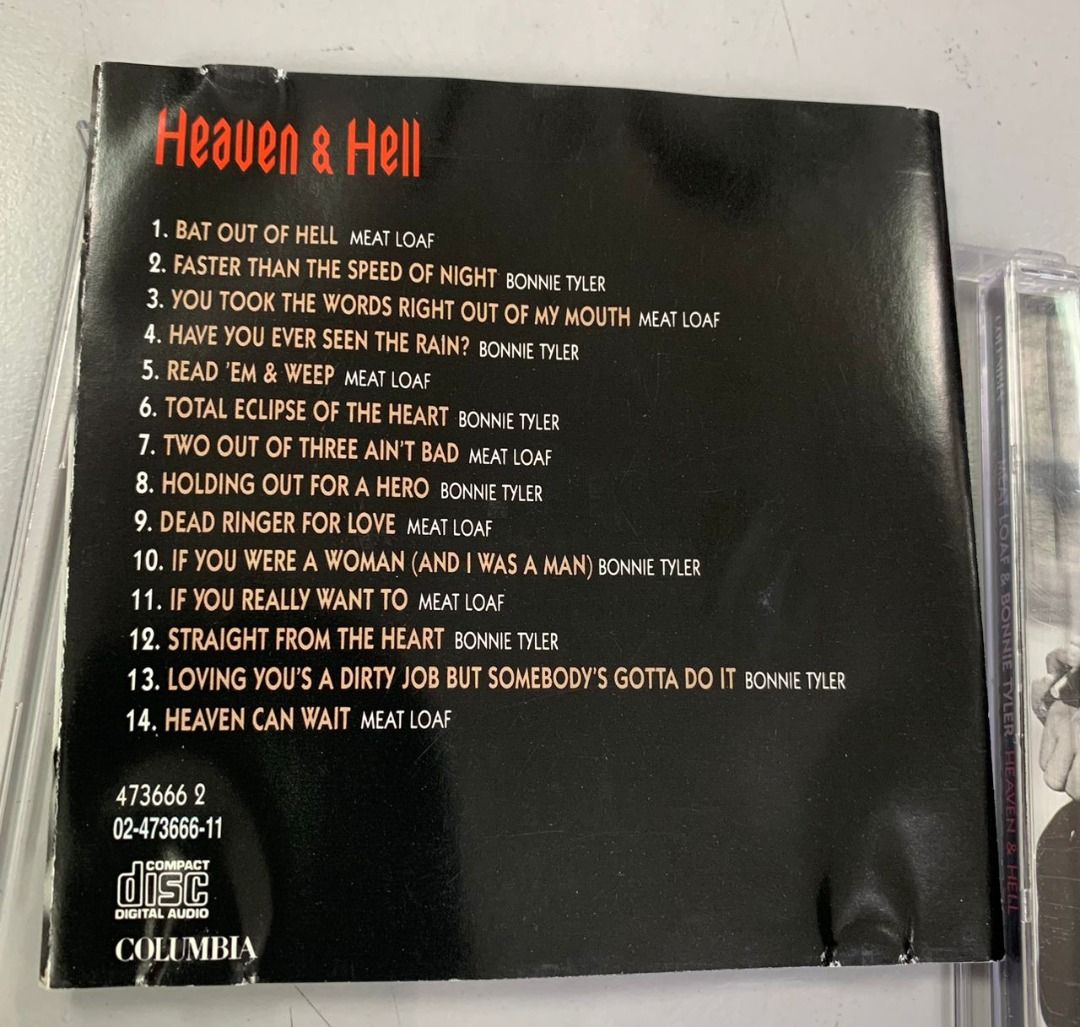 Heaven & Hell
1. BAT OUT OF HELL MEAT LOAF
2. FASTER THAN THE SPEED OF NIGHT BONNIE TYLER
3. YOU TOOK THE WORDS RIGHT OUT OF MY MOUTH MEAT LOAF
4. HAVE YOU EVER SEEN THE RAIN? BONNIE TYLER
5. READ 'EM & WEEP MEAT LOAF
6. TOTAL ECLIPSE OF THE HEART BONNIE TYLER
7. TWO OUT OF THREE AIN'T BAD MEAT LOAF
8. HOLDING OUT FOR A HERO BONNIE TYLER
9. DEAD RINGER FOR LOVE MEAT LOAF
10. IF YOU WERE A WOMAN (AND I WAS A MAN) BONNIE TYLER
11. IF YOU REALLY WANT TO MEAT LOAF
12. STRAIGHT FROM THE HEART BONNIE TYLER
13. LOVING YOU'S A DIRTY JOB BUT SOMEBODY'S GOTTA DO IT BONNIE TYLER
14. HEAVEN CAN WAIT MEAT LOAF
473666 2
02-473666-11
COMPACT
disc
DIGITAL AUDIO
COLUMBIA
MEAT LOAF & BONNIE TYLER HEAVEN & HELL